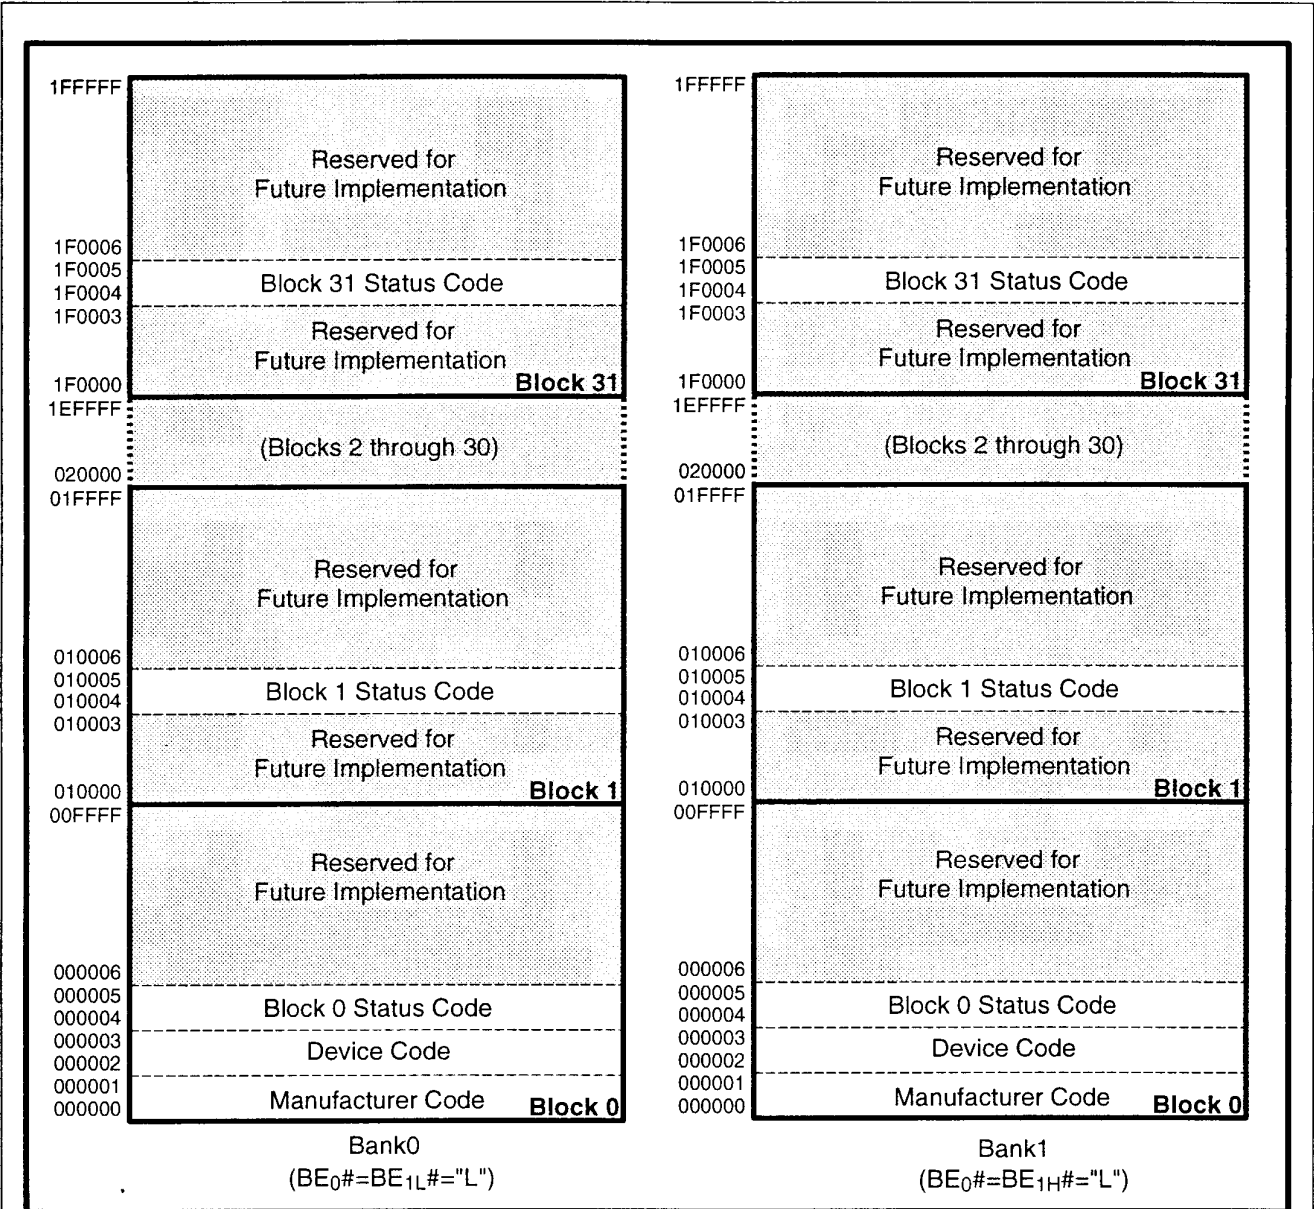 1FFFFF
Reserved for
Future Implementation
1F0006
1F0005
Block 31 Status Code
1F0004
1F0003
Reserved for
Future Implementation
1F0000
Block 31
1EFFFF
(Blocks 2 through 30)
020000
01FFFF
Reserved for
Future Implementation
010006
010005
Block 1 Status Code
010004
010003
Reserved for
Future Implementation
010000
Block 1
00FFFF
Reserved for
Future Implementation
000006
000005
Block 0 Status Code
000004
000003
Device Code
000002
000001
Manufacturer Code
000000
Block 0
Bank0
(BE0#=BE1L#="L")
1FFFFF
Reserved for
Future Implementation
1F0006
1F0005
Block 31 Status Code
1F0004
1F0003
Reserved for
Future Implementation
1F0000
Block 31
1EFFFF
(Blocks 2 through 30)
020000
01FFFF
Reserved for
Future Implementation
010006
010005
Block 1 Status Code
010004
010003
Reserved for
Future Implementation
010000
Block 1
00FFFF
Reserved for
Future Implementation
000006
000005
Block 0 Status Code
000004
000003
Device Code
000002
000001
Manufacturer Code
000000
Block 0
Bank1
(BE0#=BE1H#="L")